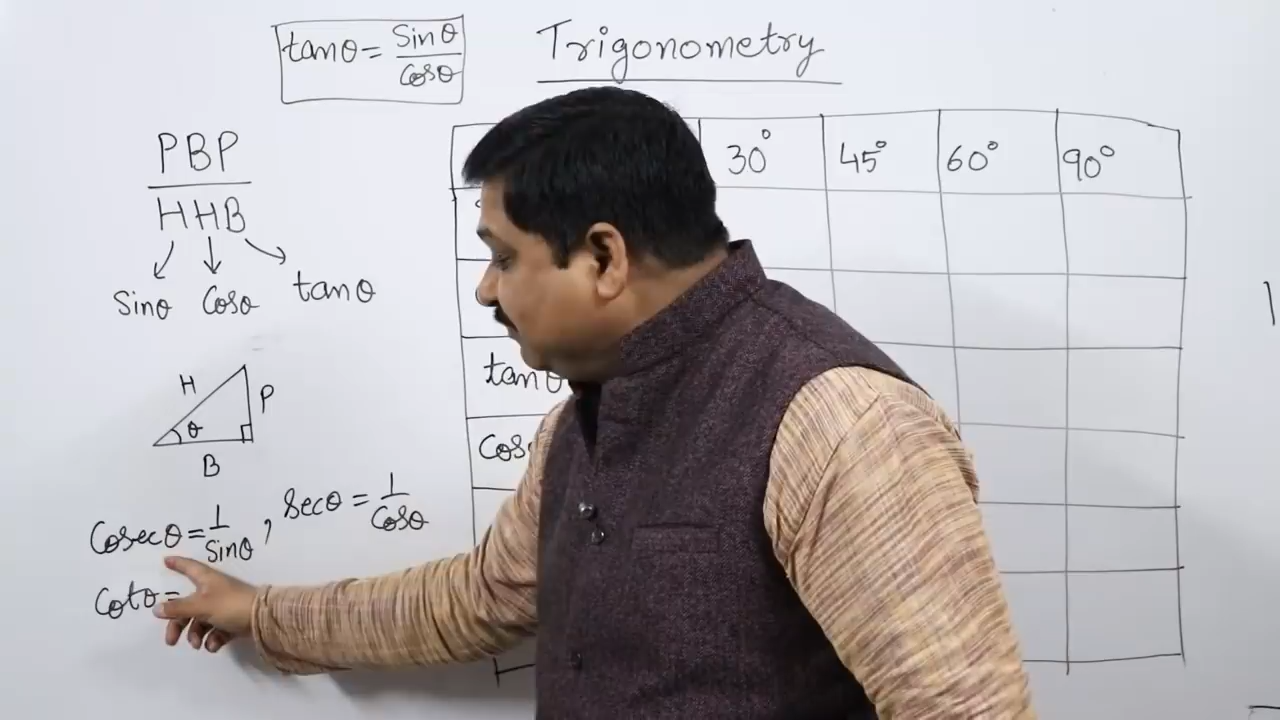 tanθ = sinθ/cosθ
Trigonometry
PBP
HHB
sinθ cosθ tanθ
H
P
θ
B
30° 45° 60° 90°
tanθ
Cosecθ = 1/sinθ, Secθ = 1/cosθ
Cotθ =